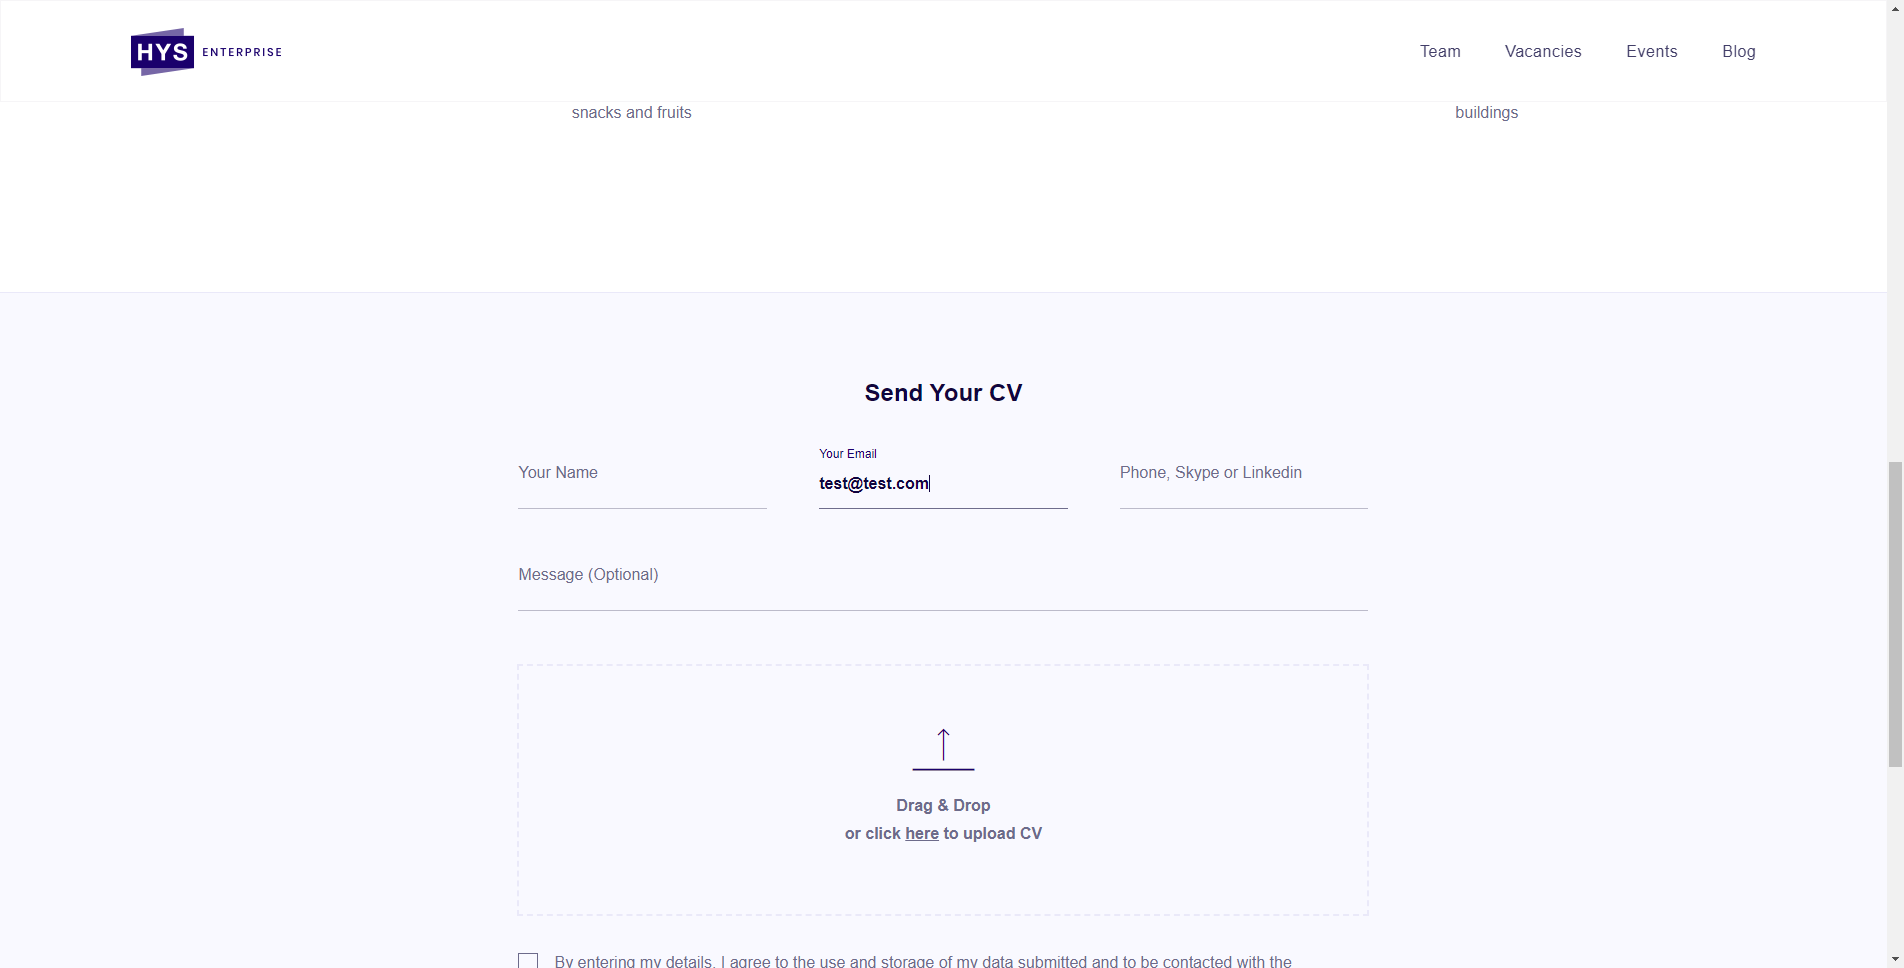 HYS ENTERPRISE
Team
Vacancies
Events
Blog
snacks and fruits
buildings
Send Your CV
Your Name
Your Email
test@test.com
Phone, Skype or Linkedin
Message (Optional)
Drag & Drop
or click here to upload CV
By entering my details, I agree to the use and storage of my data submitted and to be contacted with the